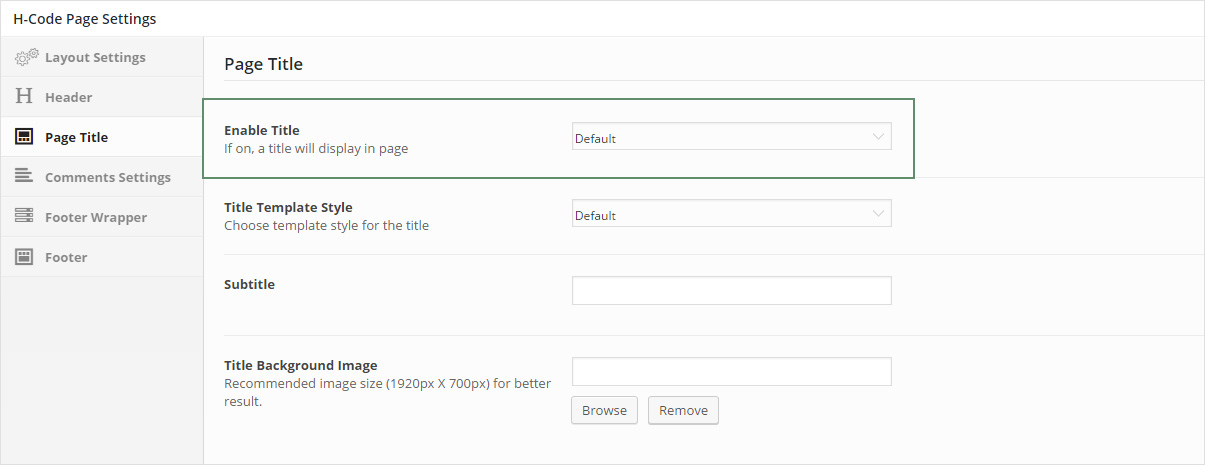 H-Code Page Settings
Layout Settings
Header
Page Title
Comments Settings
Footer Wrapper
Footer
Page Title
Enable Title
If on, a title will display in page
Default
Title Template Style
Choose template style for the title
Default
Subtitle
Title Background Image
Recommended image size (1920px X 700px) for better
result.
Browse
Remove